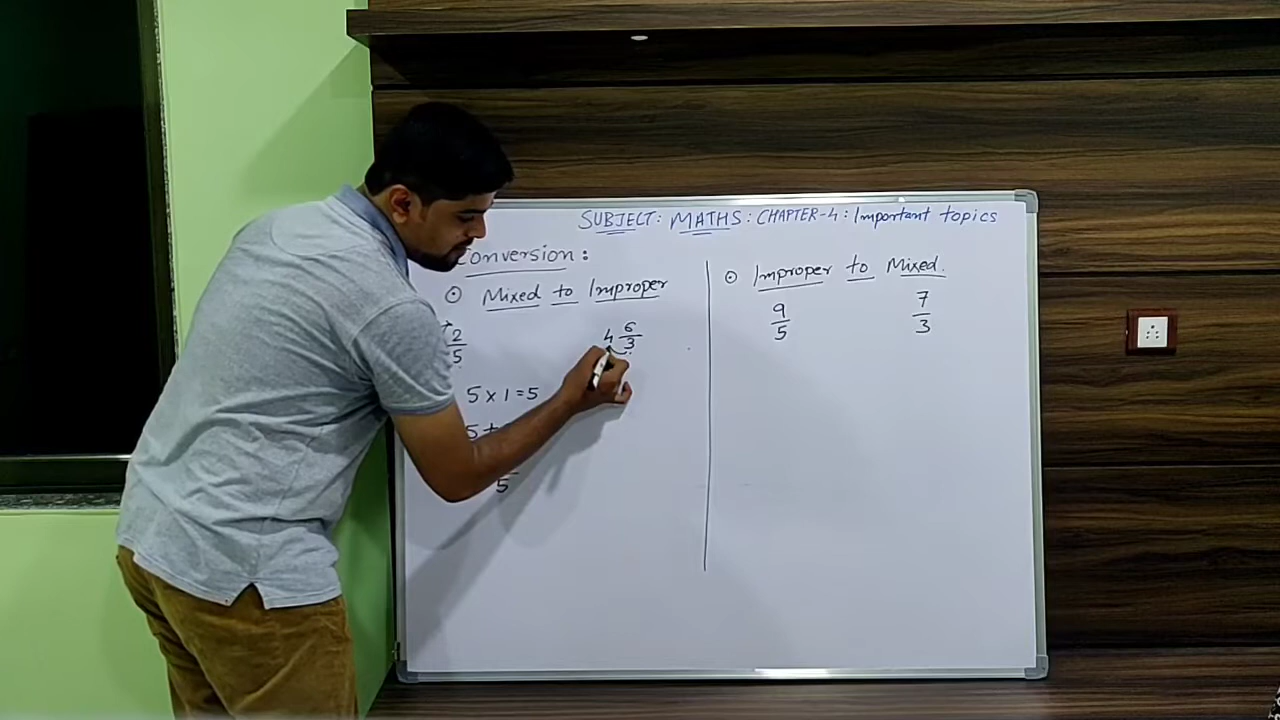 SUBJECT: MATHS: CHAPTER-4: Important topics
Conversion:
⊙ Mixed to Improper
2/5
4 6/3
5 x 1 = 5
5 +
5
⊙ Improper to Mixed.
9/5
7/3